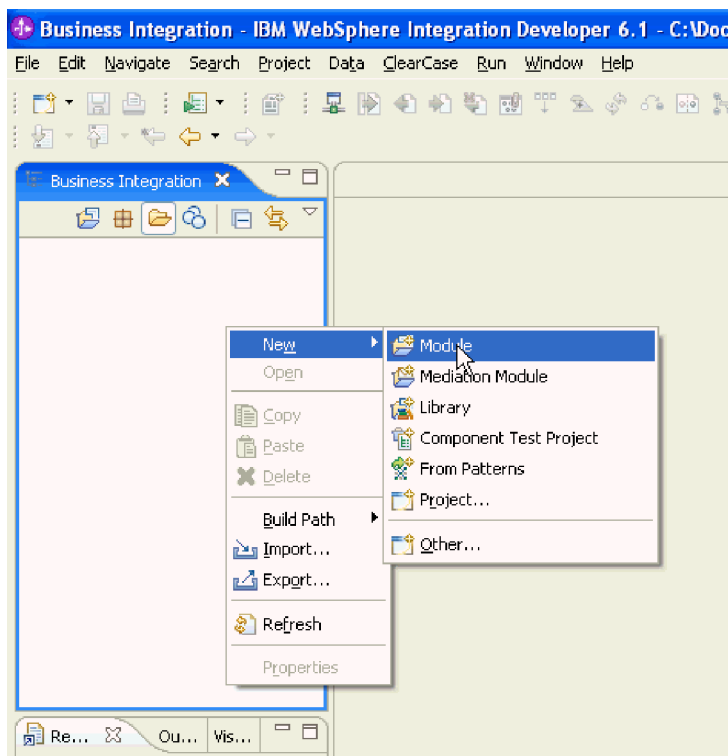 Business Integration - IBM WebSphere Integration Developer 6.1 - C:\Doc
File Edit Navigate Search Project Data ClearCase Run Window Help
Business Integration
New
Open
Copy
Paste
Delete
Build Path
Import...
Export...
Refresh
Properties
Module
Mediation Module
Library
Component Test Project
From Patterns
Project...
Other...
Re... Ou... Vis...